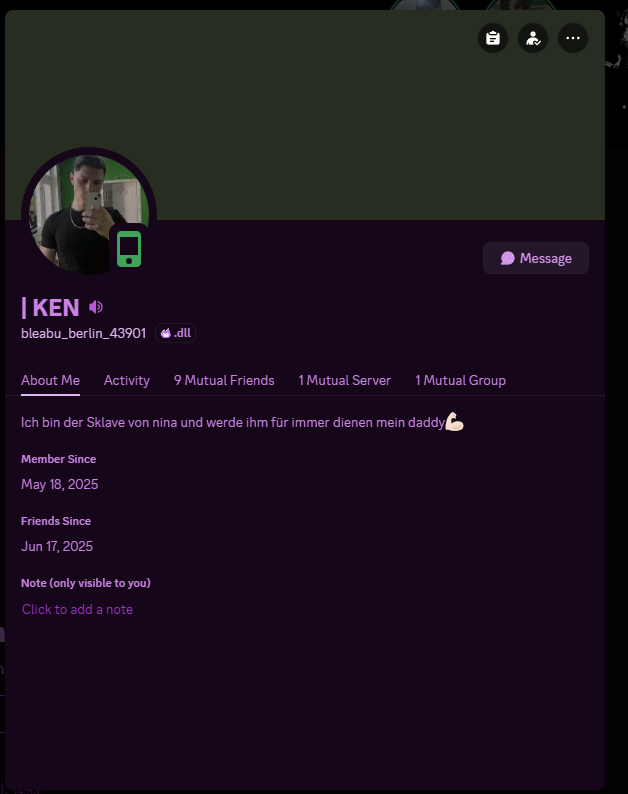 | KEN
bleabu_berlin_43901 .dll
Message
About Me Activity 9 Mutual Friends 1 Mutual Server 1 Mutual Group
Ich bin der Sklave von nina und werde ihm für immer dienen mein daddy💪🏻
Member Since
May 18, 2025
Friends Since
Jun 17, 2025
Note (only visible to you)
Click to add a note